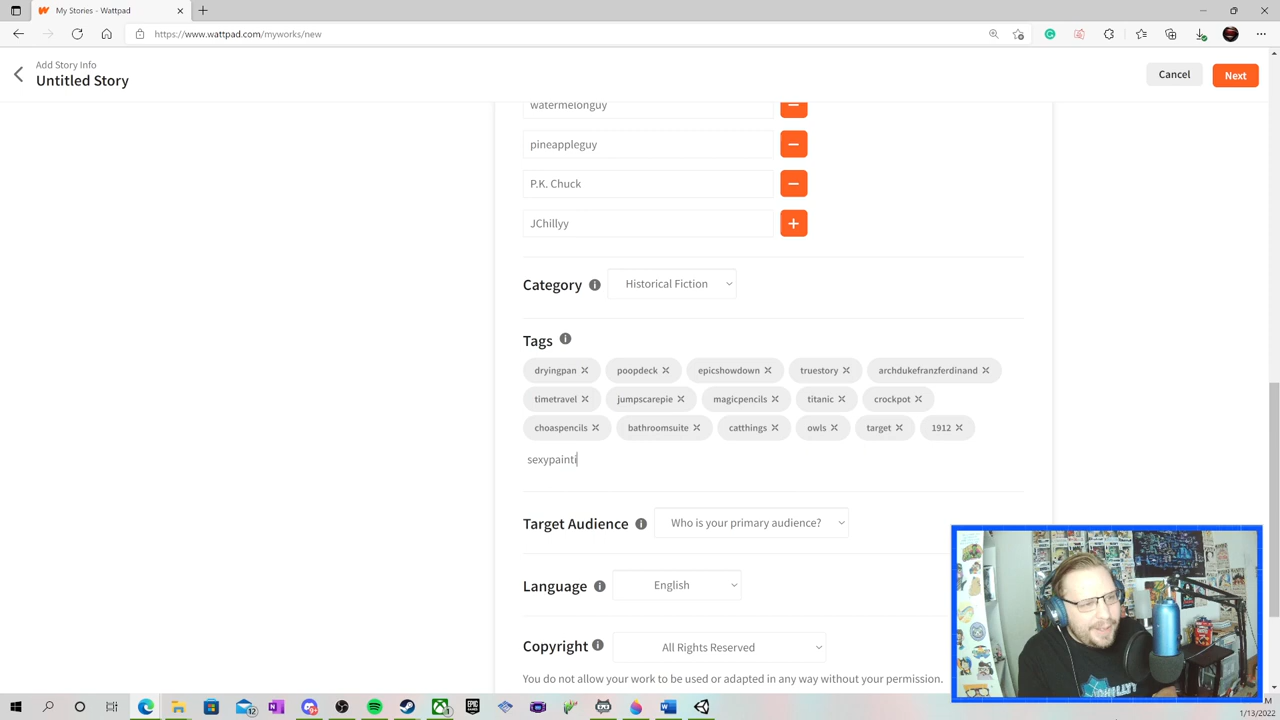 My Stories - Wattpad
https://www.wattpad.com/myworks/new
Add Story Info
Untitled Story
Cancel
Next
watermelonguy
pineappleguy
P.K. Chuck
JChillyy
Category
Historical Fiction
Tags
dryingpan
poopdeck
epicshowdown
truestory
archdukefranzferdinand
timetravel
jumpscarepie
magicpencils
titanic
crockpot
choaspencils
bathroomsuite
catthings
owls
target
1912
sexypainti
Target Audience
Who is your primary audience?
Language
English
Copyright
All Rights Reserved
You do not allow your work to be used or adapted in any way without your permission.
12
1/13/2022